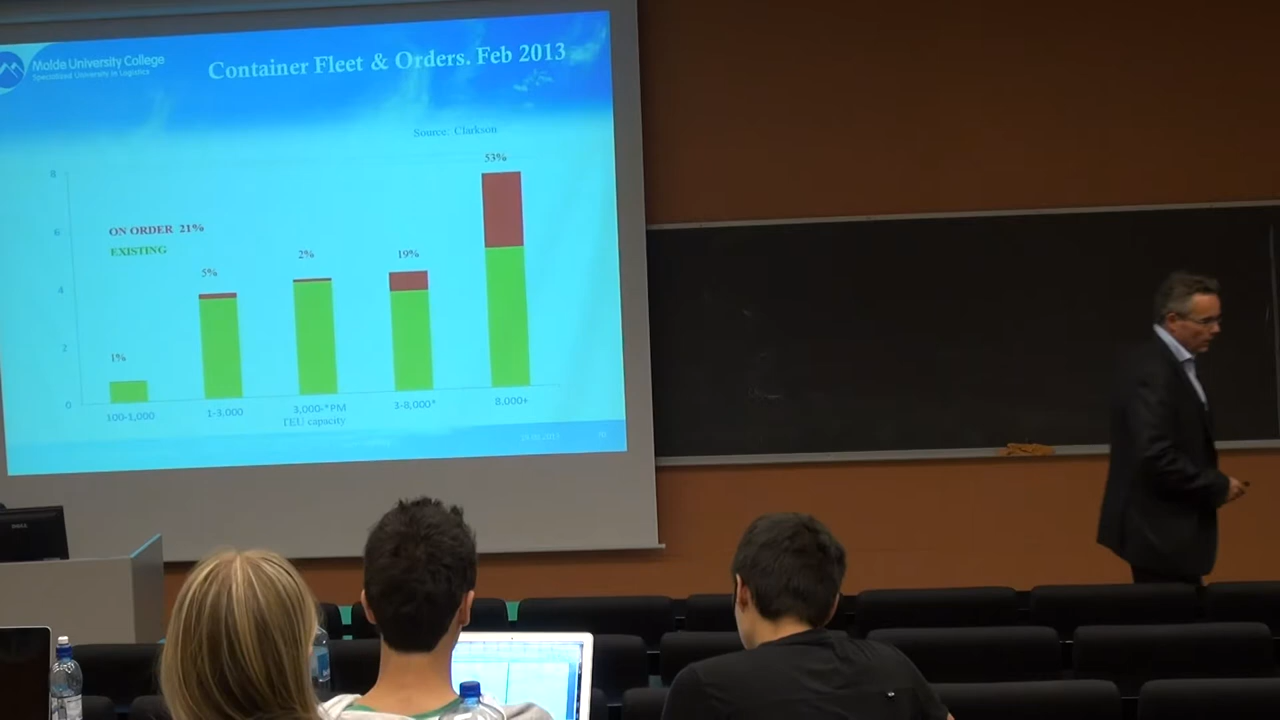 Molde University College
Specialized University in Logistics
Container Fleet & Orders. Feb 2013
Source: Clarkson
53%
8
6
ON ORDER 21%
EXISTING
2%
19%
5%
4
2
1%
0
100-1,000
1-3,000
3,000-*PM
3-8,000*
8,000+
TEU capacity
DELL